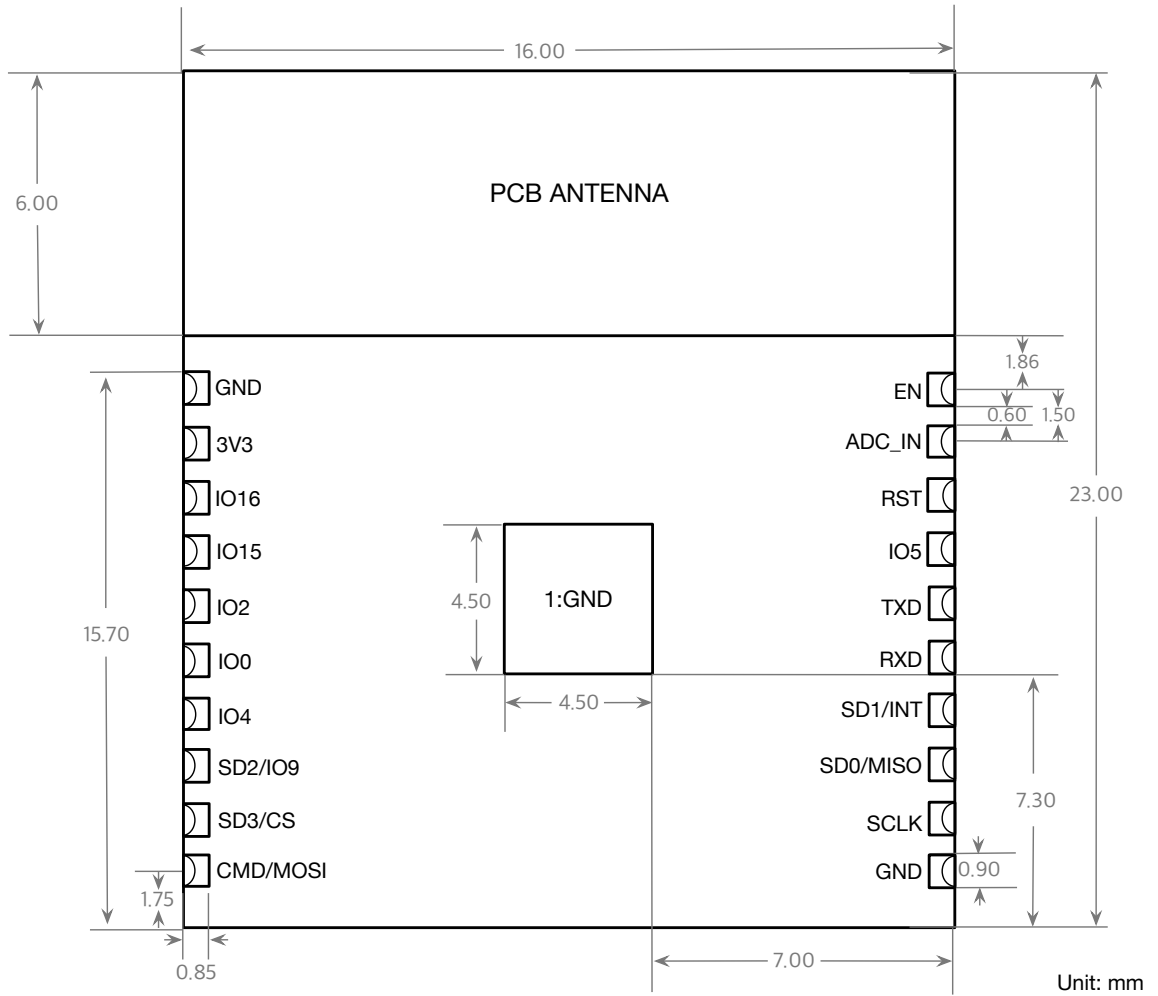 16.00
PCB ANTENNA
6.00
1.86
GND
EN
0.60 1.50
3V3
ADC_IN
IO16
RST
23.00
IO15
IO5
4.50
1:GND
IO2
TXD
15.70
IO0
RXD
4.50
IO4
SD1/INT
SD2/IO9
SD0/MISO
7.30
SD3/CS
SCLK
CMD/MOSI
GND
0.90
1.75
7.00
0.85
Unit: mm